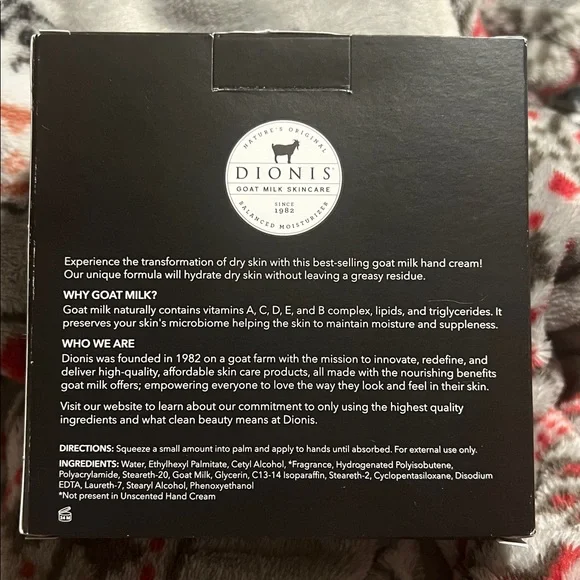 NATURE'S ORIGINAL
DIONIS
GOAT MILK SKINCARE
SINCE
1982
BALANCED MOISTURIZER
Experience the transformation of dry skin with this best-selling goat milk hand cream!
Our unique formula will hydrate dry skin without leaving a greasy residue.
WHY GOAT MILK?
Goat milk naturally contains vitamins A, C, D, E, and B complex, lipids, and triglycerides. It
preserves your skin's microbiome helping the skin to maintain moisture and suppleness.
WHO WE ARE
Dionis was founded in 1982 on a goat farm with the mission to innovate, redefine, and
deliver high-quality, affordable skin care products, all made with the nourishing benefits
goat milk offers; empowering everyone to love the way they look and feel in their skin.
Visit our website to learn about our commitment to only using the highest quality
ingredients and what clean beauty means at Dionis.
DIRECTIONS: Squeeze a small amount into palm and apply to hands until absorbed. For external use only.
INGREDIENTS: Water, Ethylhexyl Palmitate, Cetyl Alcohol, *Fragrance, Hydrogenated Polyisobutene,
Polyacrylamide, Steareth-20, Goat Milk, Glycerin, C13-14 Isoparaffin, Steareth-2, Cyclopentasiloxane, Disodium
EDTA, Laureth-7, Stearyl Alcohol, Phenoxyethanol
*Not present in Unscented Hand Cream
24 M